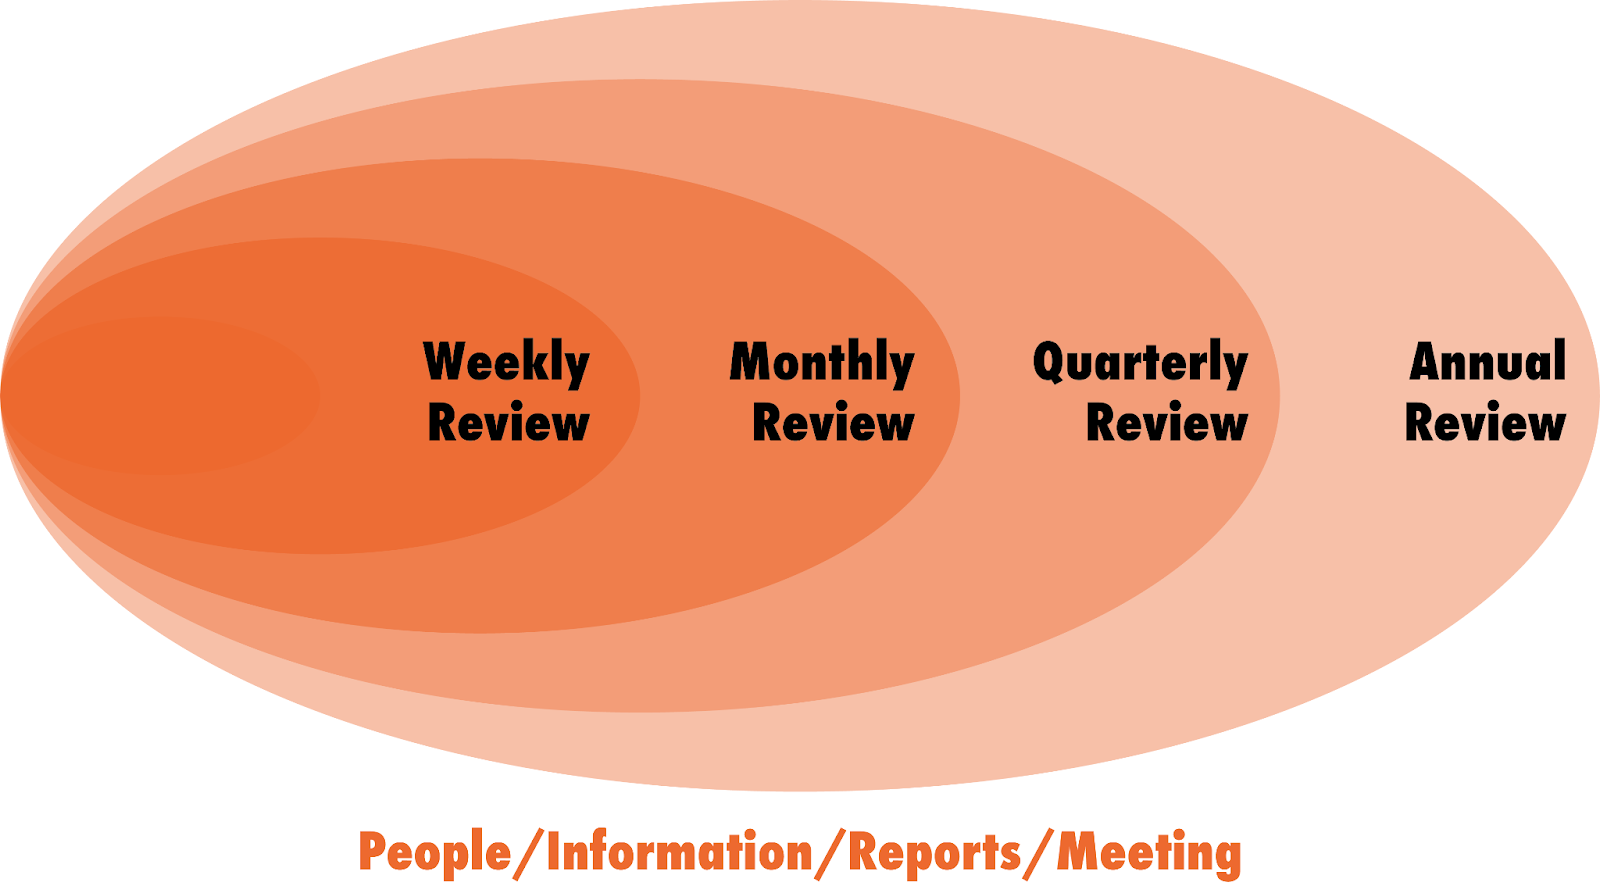 Weekly
Review
Monthly
Review
Quarterly
Review
Annual
Review
People/Information/Reports/Meeting